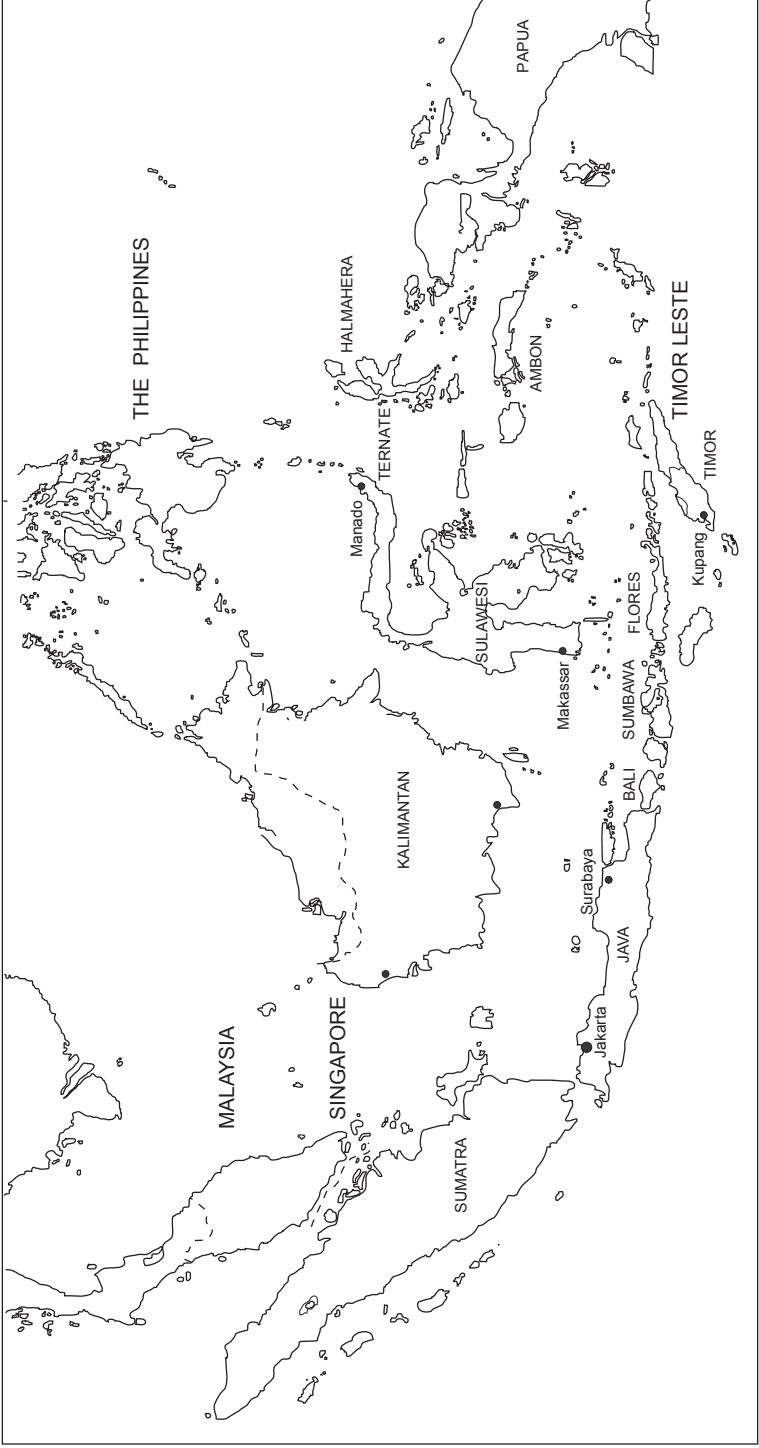 THE PHILIPPINES
MALAYSIA
SINGAPORE
HALMAHERA
Manado
TERNATE
PAPUA
KALIMANTAN
SUMATRA
SULAWESI
AMBON
Makassar
Jakarta
Surabaya
JAVA
BALI
SUMBAWA
FLORES
TIMOR LESTE
Kupang
TIMOR